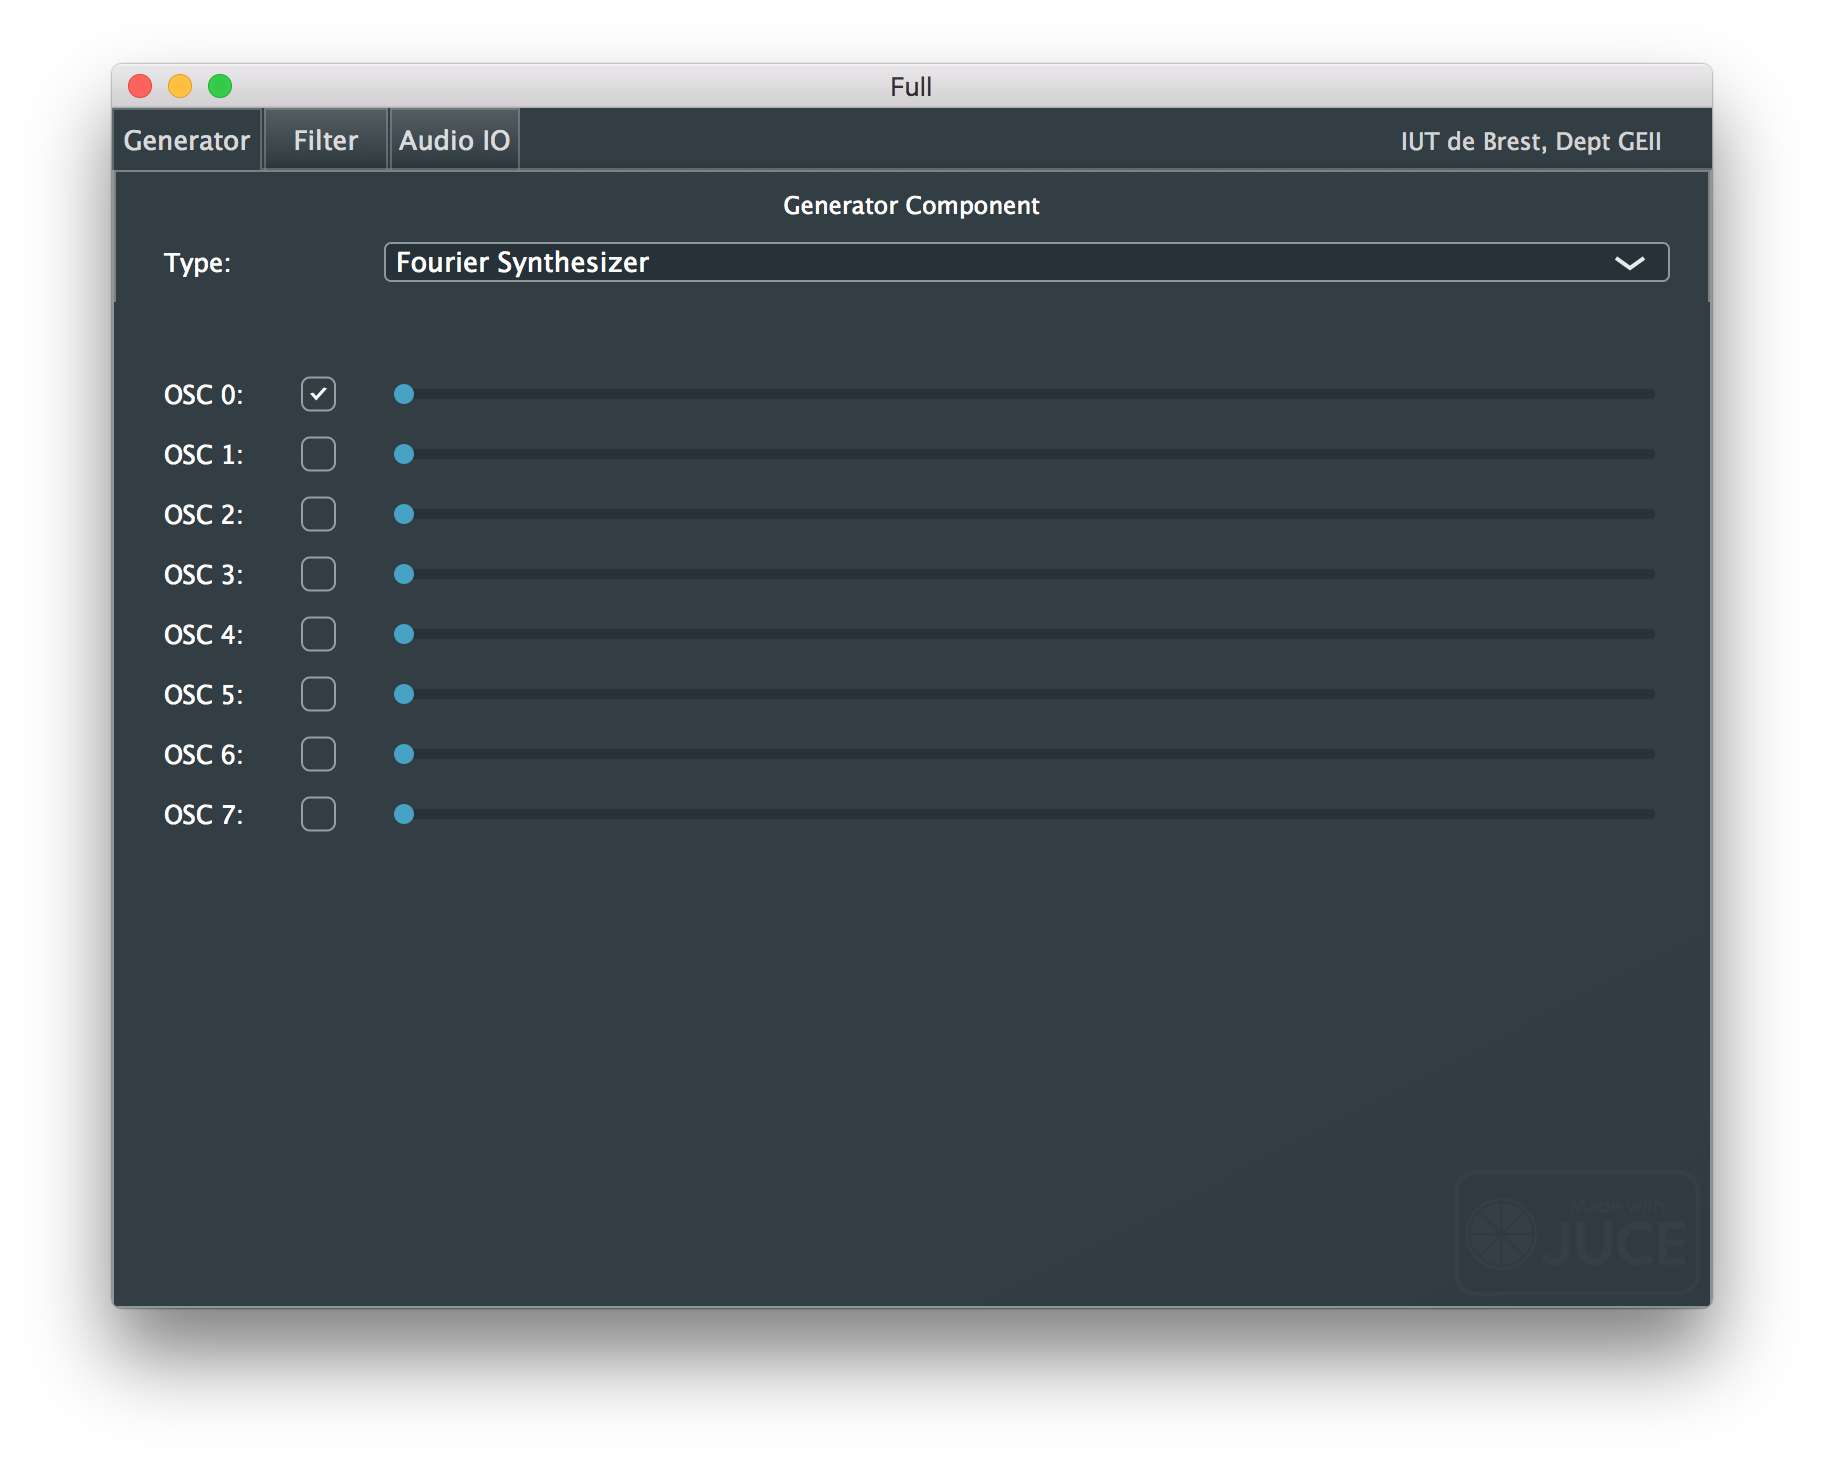 Full
Generator Filter Audio IO IUT de Brest, Dept GEII
Generator Component
Type: Fourier Synthesizer
OSC 0:
OSC 1:
OSC 2:
OSC 3:
OSC 4:
OSC 5:
OSC 6:
OSC 7:
Made with
JUCE